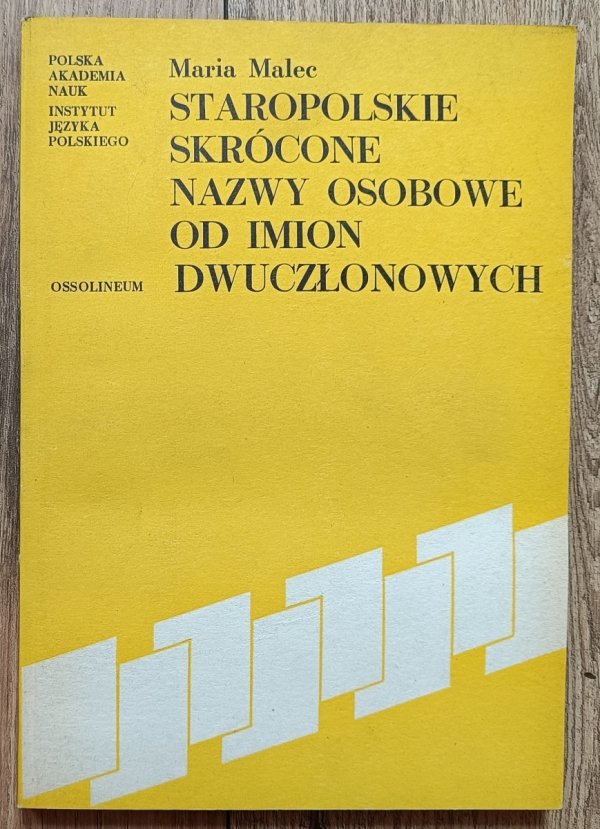 POLSKA
AKADEMIA
NAUK
INSTYTUT
JĘZYKA
POLSKIEGO
OSSOLINEUM
Maria Malec
STAROPOLSKIE
SKRÓCONE
NAZWY OSOBOWE
OD IMION
DWUCZŁONOWYCH